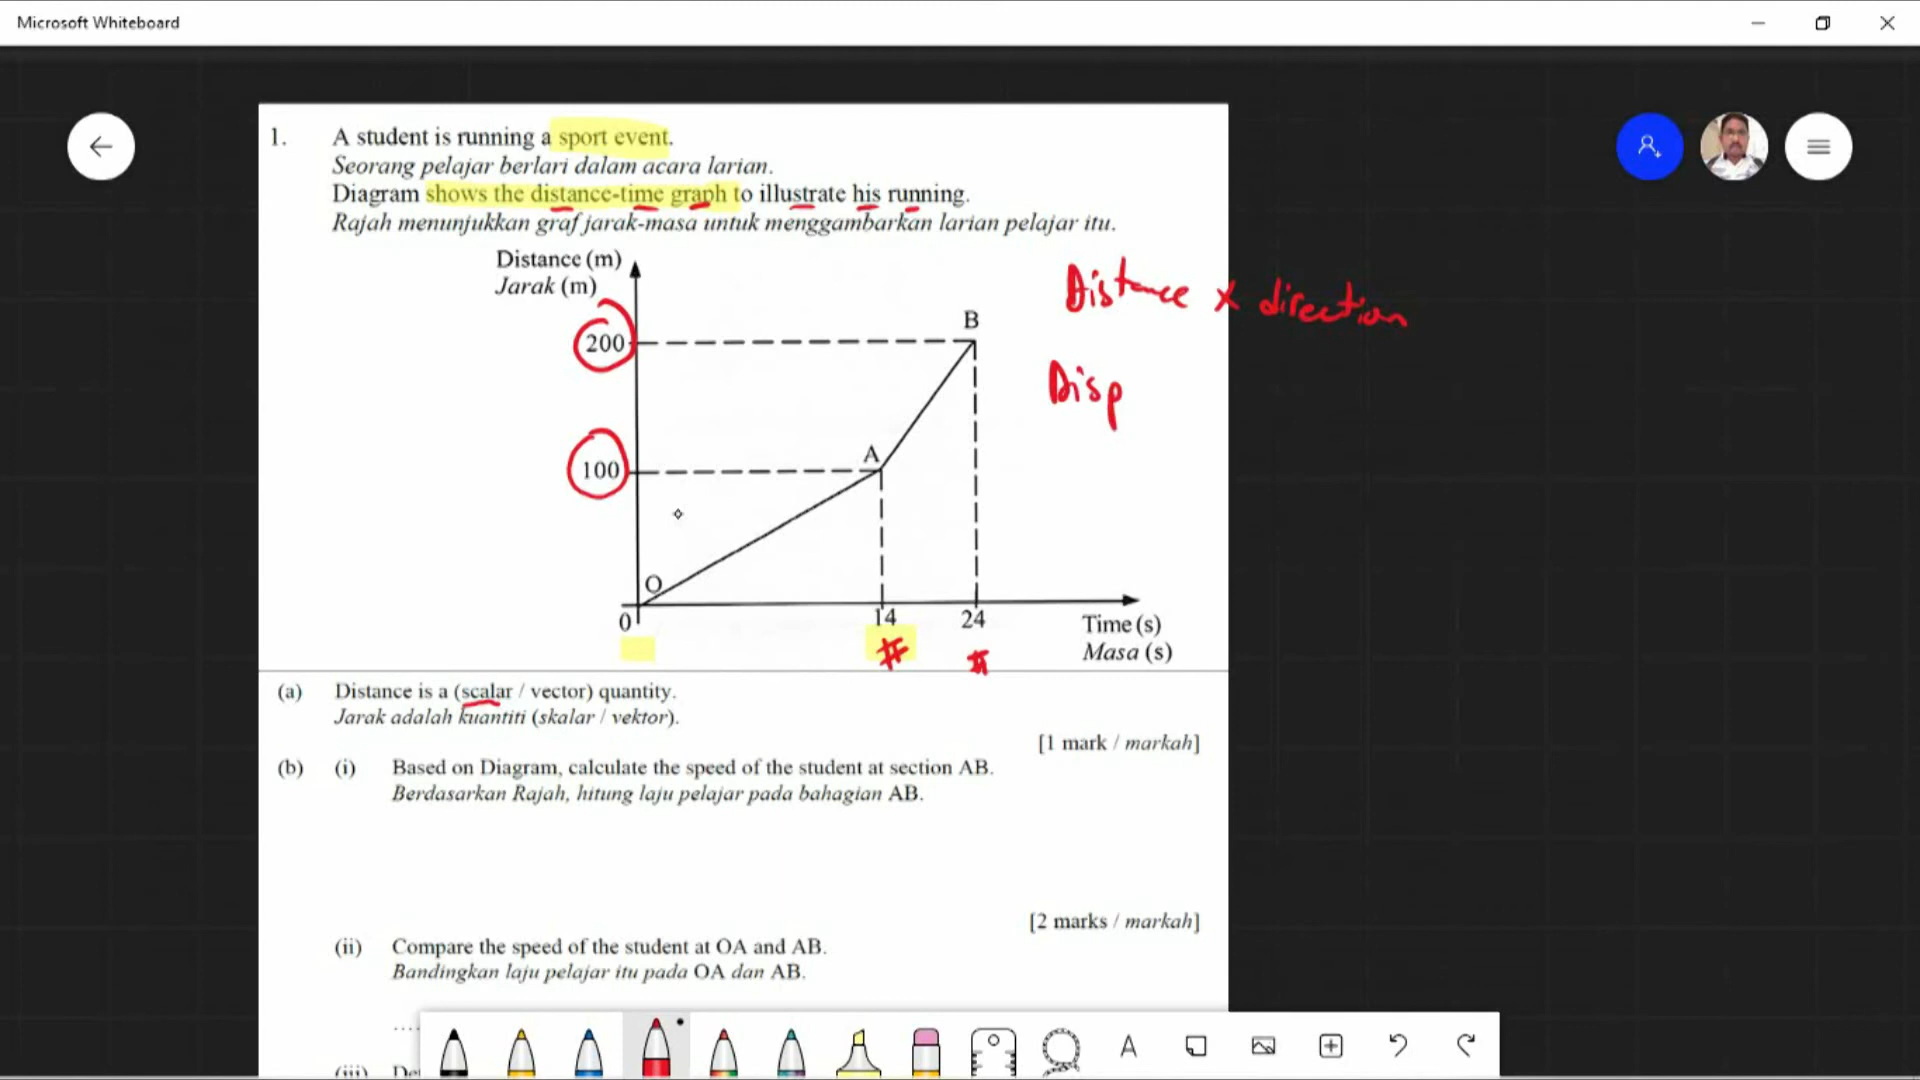 Microsoft Whiteboard
1. A student is running a sport event.
Seorang pelajar berlari dalam acara larian.
Diagram shows the distance-time graph to illustrate his running.
Rajah menunjukkan graf jarak-masa untuk menggambarkan larian pelajar itu.
Distance (m)
Jarak (m)
Distance x direction
B
200
Disp
A
100
O
0 14 24
Time (s)
Masa (s)
(a) Distance is a (scalar / vector) quantity.
Jarak adalah kuantiti (skalar / vektor).
[1 mark / markah]
(b) (i) Based on Diagram, calculate the speed of the student at section AB.
Berdasarkan Rajah, hitung laju pelajar pada bahagian AB.
[2 marks / markah]
(ii) Compare the speed of the student at OA and AB.
Bandingkan laju pelajar itu pada OA dan AB.
....
(iii)